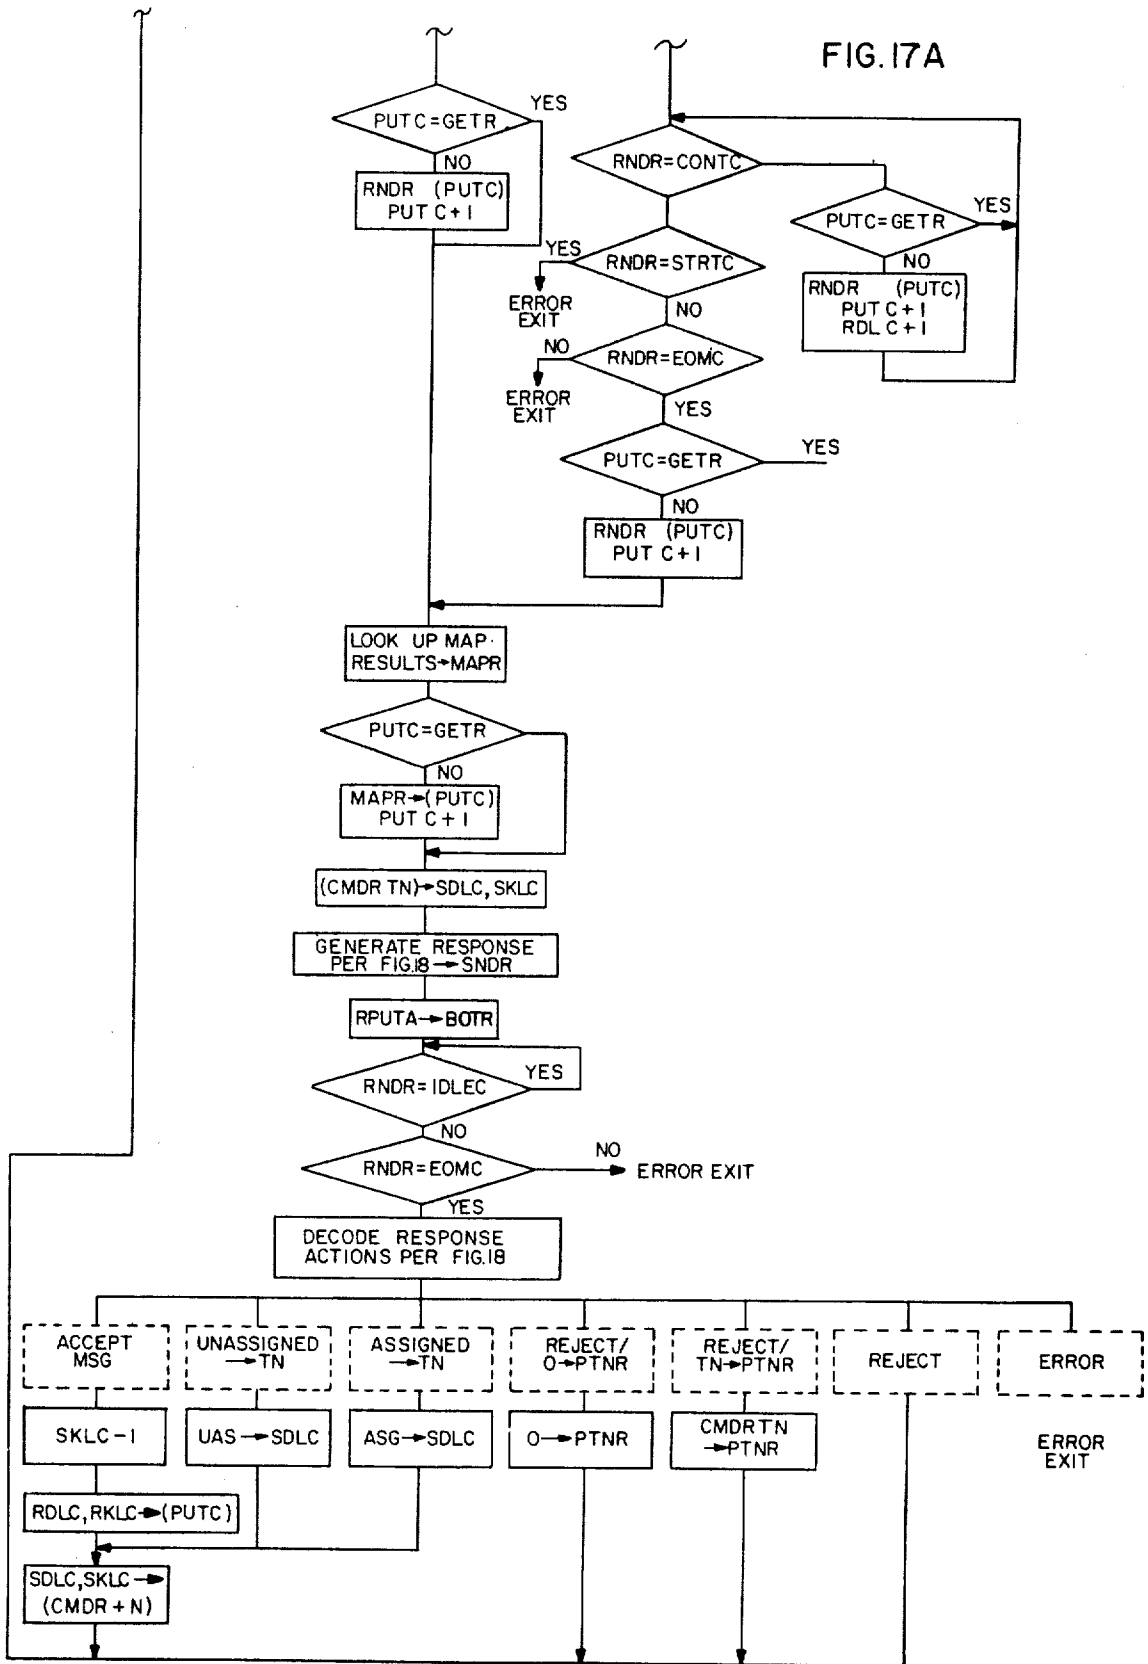 FIG.17A
PUTC=GETR
YES
NO
RNDR (PUTC)
PUT C+1
RNDR=CONTC
PUTC=GETR
YES
NO
RNDR (PUTC)
PUT C+1
RDL C+1
RNDR=STRTC
YES
ERROR
EXIT
NO
RNDR=EOMC
NO
ERROR
EXIT
YES
PUTC=GETR
YES
NO
RNDR (PUTC)
PUT C+1
LOOK UP MAP
RESULTS→MAPR
PUTC=GETR
NO
MAPR→(PUTC)
PUT C+1
(CMDR TN)→SDLC, SKLC
GENERATE RESPONSE
PER FIG.18→SNDR
RPUTA→BOTR
RNDR=IDLEC
YES
NO
RNDR=EOMC
NO
ERROR EXIT
YES
DECODE RESPONSE
ACTIONS PER FIG.18
ACCEPT
MSG
UNASSIGNED
→TN
ASSIGNED
→TN
REJECT/
O→PTNR
REJECT/
TN→PTNR
REJECT
ERROR
SKLC-1
UAS→SDLC
ASG→SDLC
O→PTNR
CMDRTN
→PTNR
ERROR
EXIT
RDLC,RKLC→(PUTC)
SDLC,SKLC→
(CMDR+N)